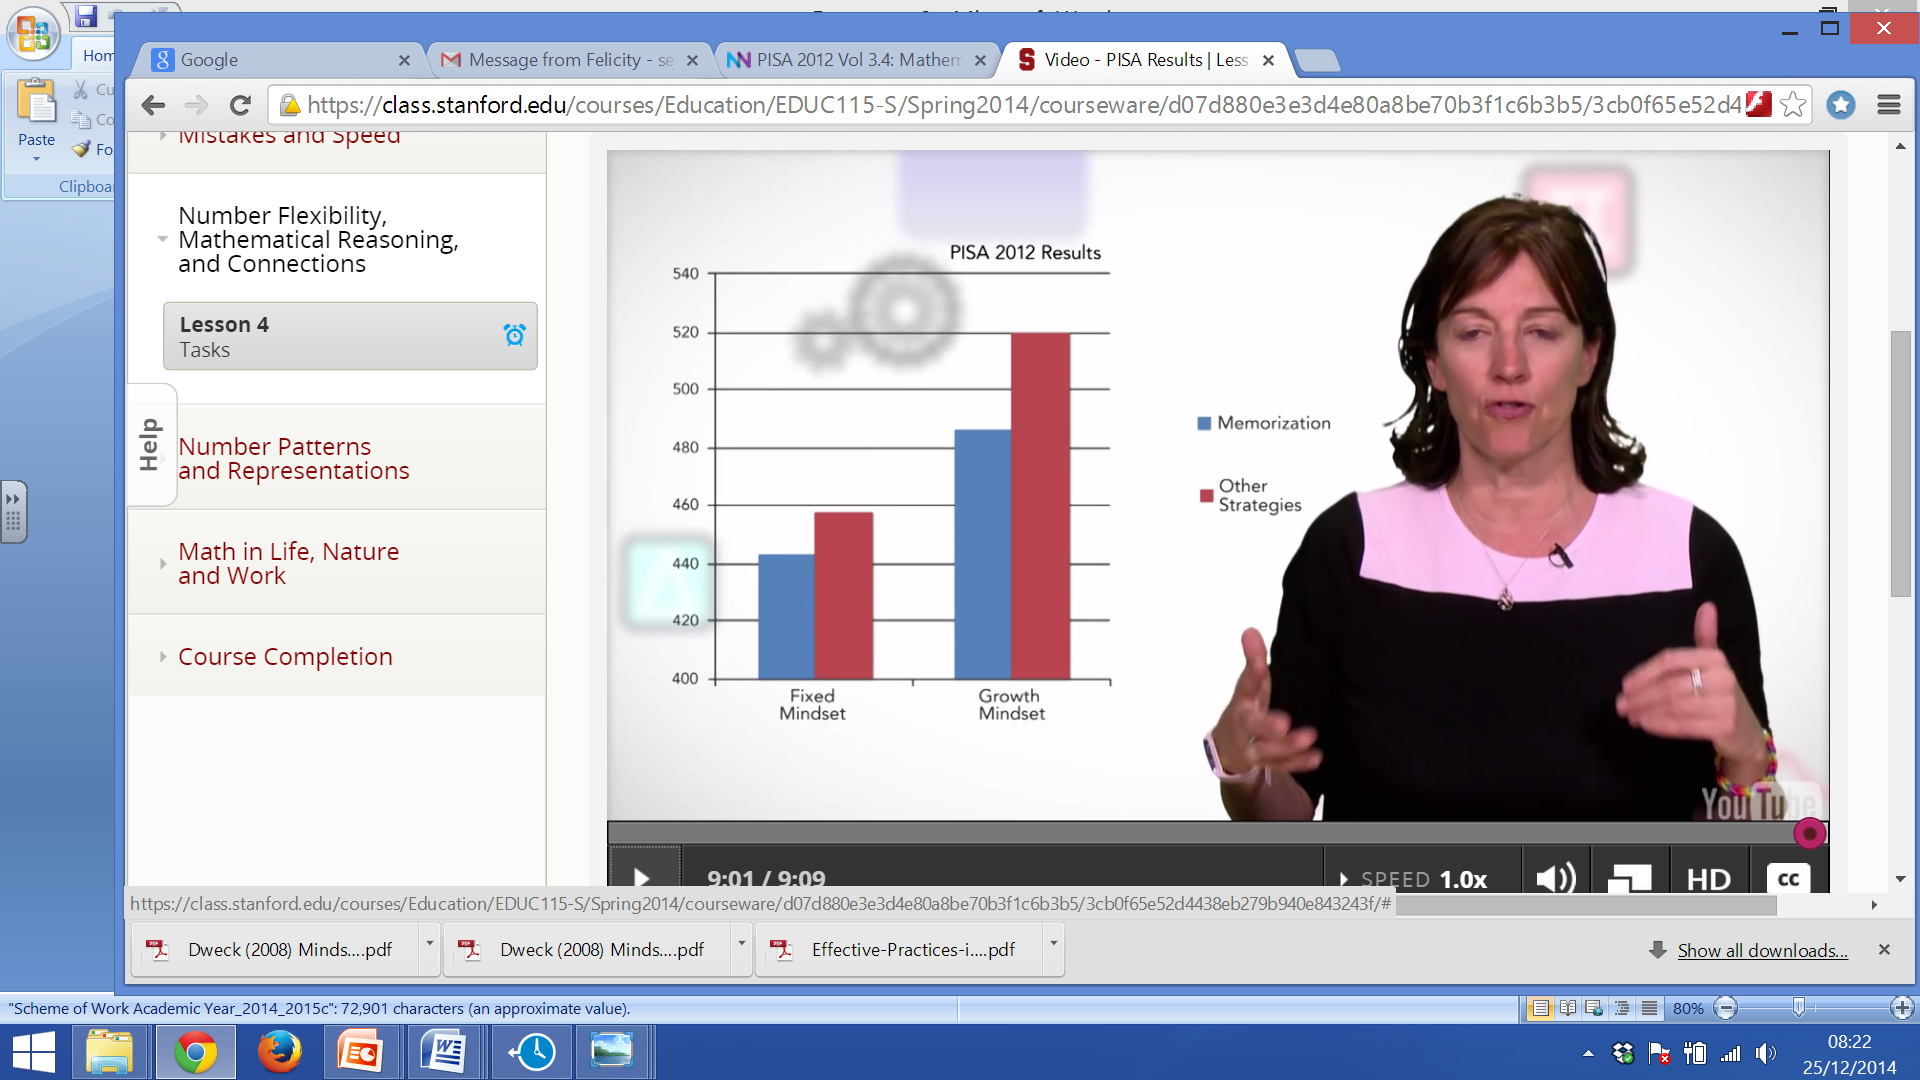 Google
Message from Felicity - se
PISA 2012 Vol 3.4: Mathem
Video - PISA Results | Less
Hom
https://class.stanford.edu/courses/Education/EDUC115-S/Spring2014/courseware/d07d880e3e3d4e80a8be70b3f1c6b3b5/3cb0f65e52d4
Paste
Cu
Co
Fo
Clipboa
Mistakes and Speed
Number Flexibility,
Mathematical Reasoning,
and Connections
Lesson 4
Tasks
Help
Number Patterns
and Representations
Math in Life, Nature
and Work
Course Completion
PISA 2012 Results
540
520
500
480
460
440
420
400
Fixed
Mindset
Growth
Mindset
Memorization
Other
Strategies
YouTube
9:01 / 9:09
SPEED 1.0x
HD
CC
https://class.stanford.edu/courses/Education/EDUC115-S/Spring2014/courseware/d07d880e3e3d4e80a8be70b3f1c6b3b5/3cb0f65e52d4438eb279b940e843243f/#
Dweck (2008) Minds....pdf
Dweck (2008) Minds....pdf
Effective-Practices-i....pdf
Show all downloads...
"Scheme of Work Academic Year_2014_2015c": 72,901 characters (an approximate value).
80%
08:22
25/12/2014